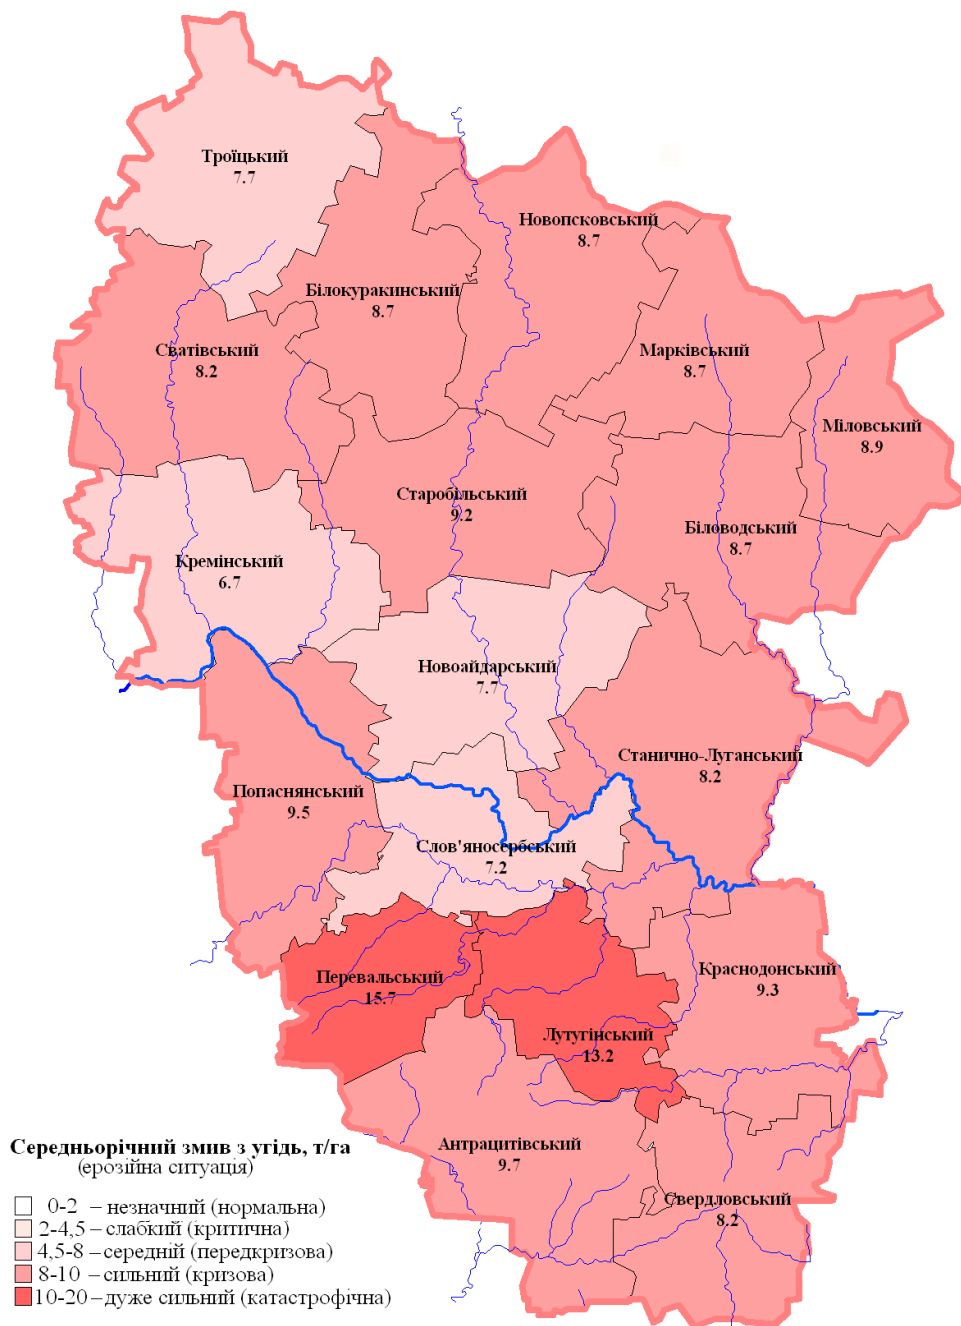 Троїцький
7.7
Новопсковський
8.7
Білокуракинський
8.7
Сватівський
8.2
Марківський
8.7
Міловський
8.9
Старобільський
9.2
Біловодський
8.7
Кремінський
6.7
Новоайдарський
7.7
Станично-Луганський
8.2
Попаснянський
9.5
Слов'яносербський
7.2
Перевальський
15.7
Краснодонський
9.3
Лутугінський
13.2
Антрацитівський
9.7
Свердловський
8.2
Середньорічний змив з угідь, т/га
(ерозійна ситуація)
0-2 – незначний (нормальна)
2-4,5 – слабкий (критична)
4,5-8 – середній (передкризова)
8-10 – сильний (кризова)
10-20 – дуже сильний (катастрофічна)